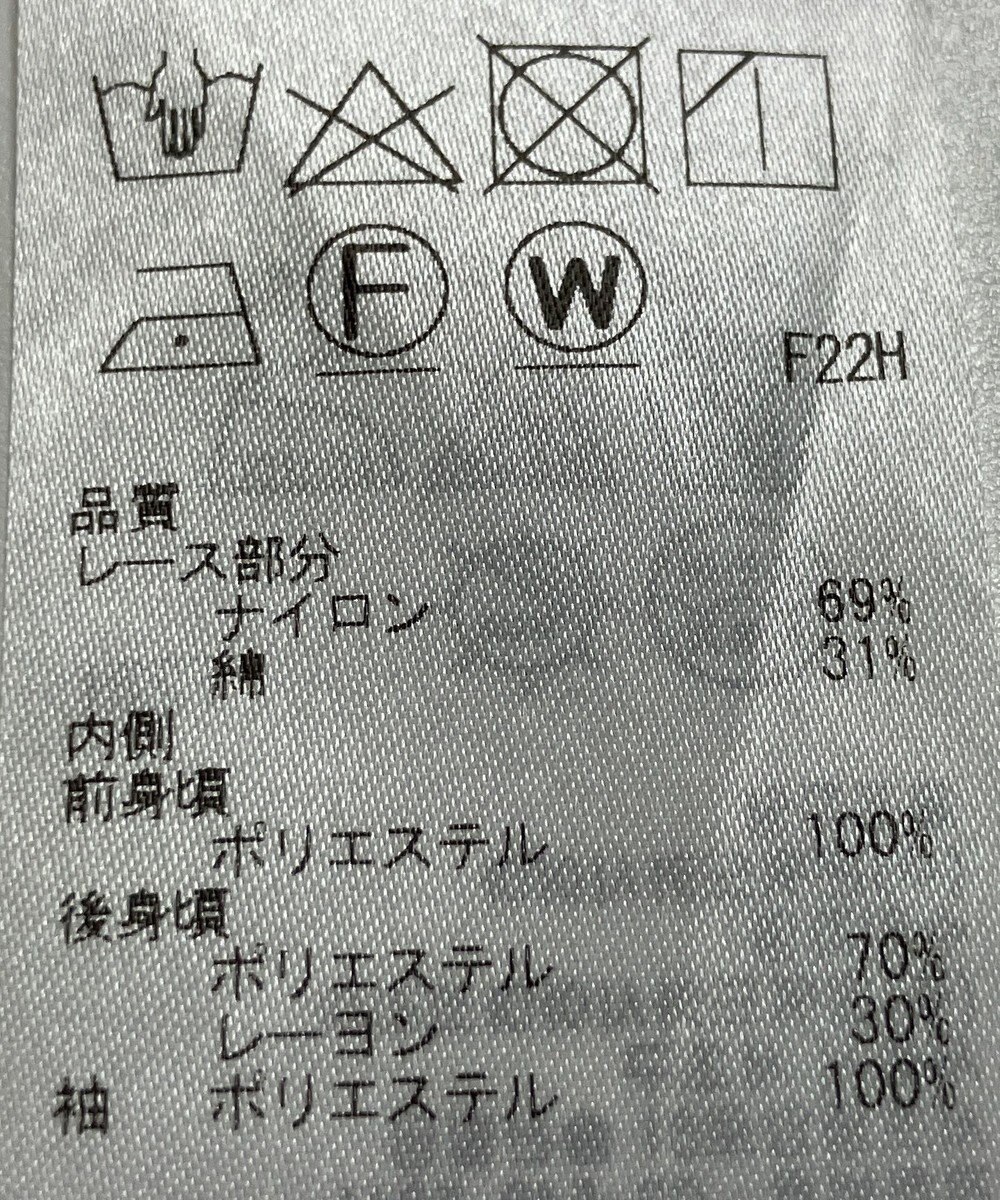 F W
F22H
品質
レース部分
ナイロン 69%
綿 31%
内側
前身頃
ポリエステル 100%
後身頃
ポリエステル 70%
レーヨン 30%
袖 ポリエステル 100%